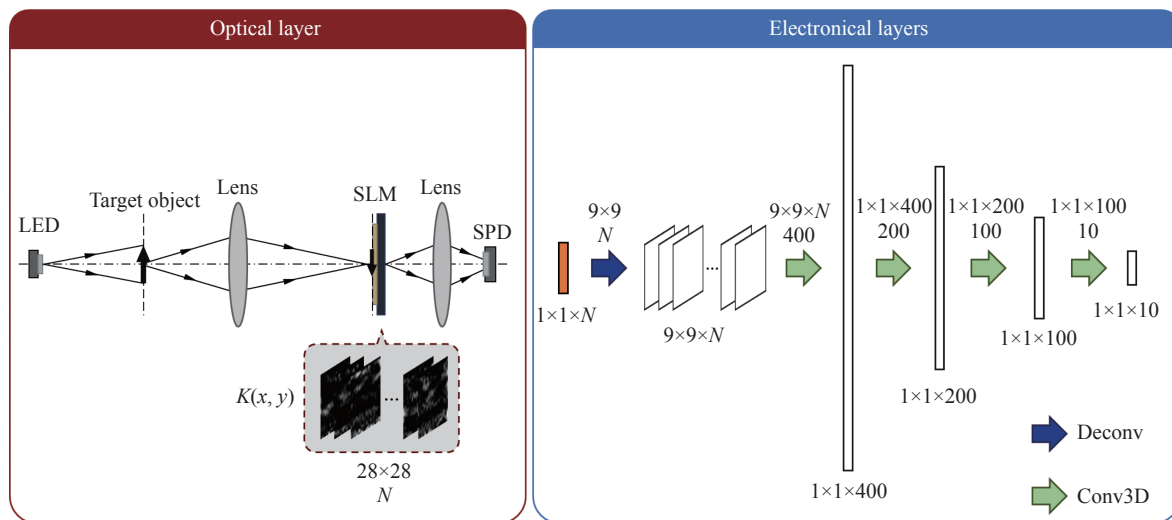 Optical layer
LED
Target object
Lens
SLM
Lens
SPD
K(x, y)
...
28×28
N
Electronical layers
1×1×N
9×9
N
...
9×9×N
9×9×N
400
1×1×400
1×1×400
200
1×1×200
1×1×200
100
1×1×100
1×1×100
10
1×1×10
Deconv
Conv3D